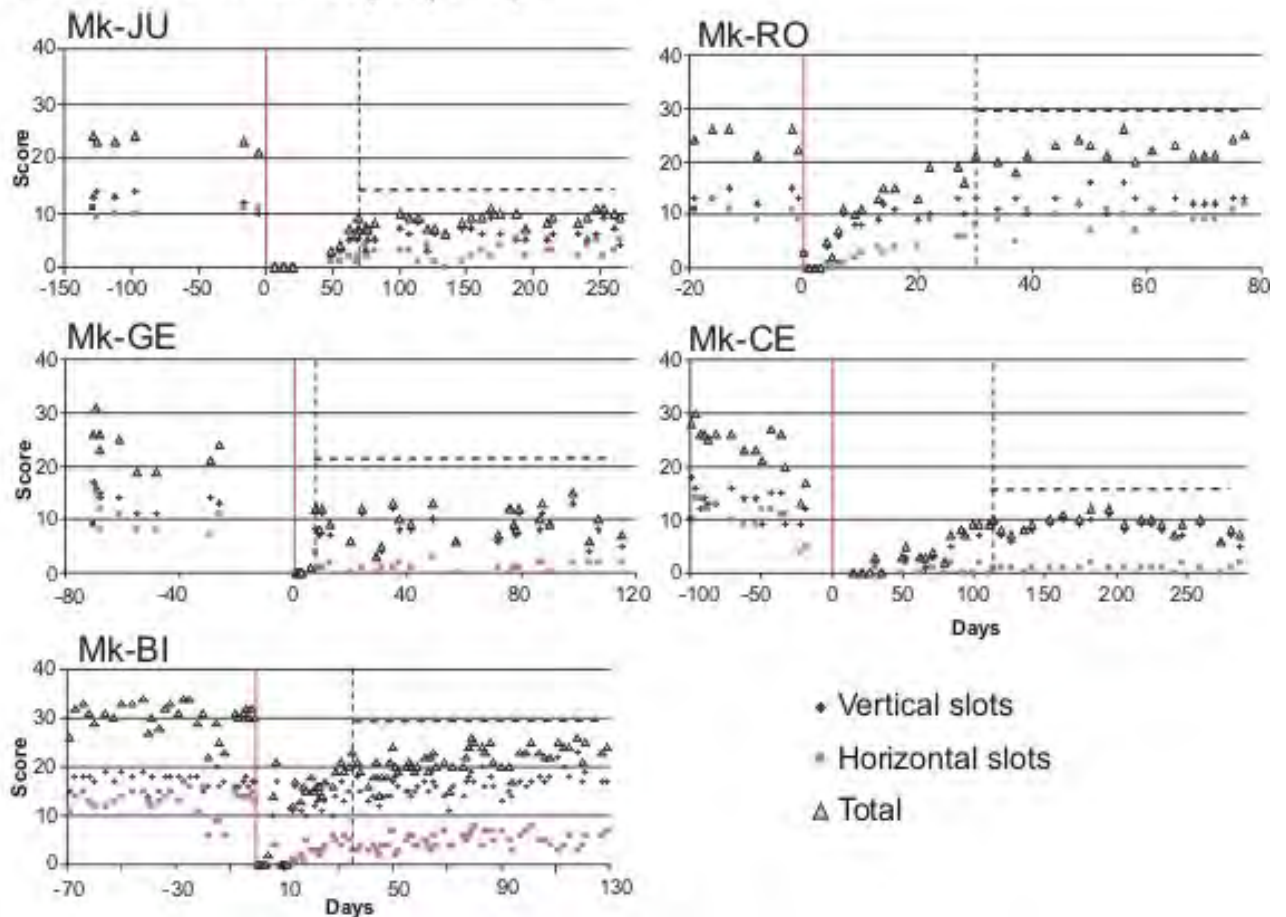 Mk-JU
40
30
20
10
0
Score
-150 -100 -50 0 50 100 150 200 250
Mk-RO
40
30
20
10
0
-20 0 20 40 60 80
Mk-GE
40
30
20
10
0
Score
-80 -40 0 40 80 120
Mk-CE
40
30
20
10
0
-100 -50 0 50 100 150 200 250
Days
Mk-BI
40
30
20
10
0
Score
-70 -30 10 50 90 130
Days
Vertical slots
Horizontal slots
Total